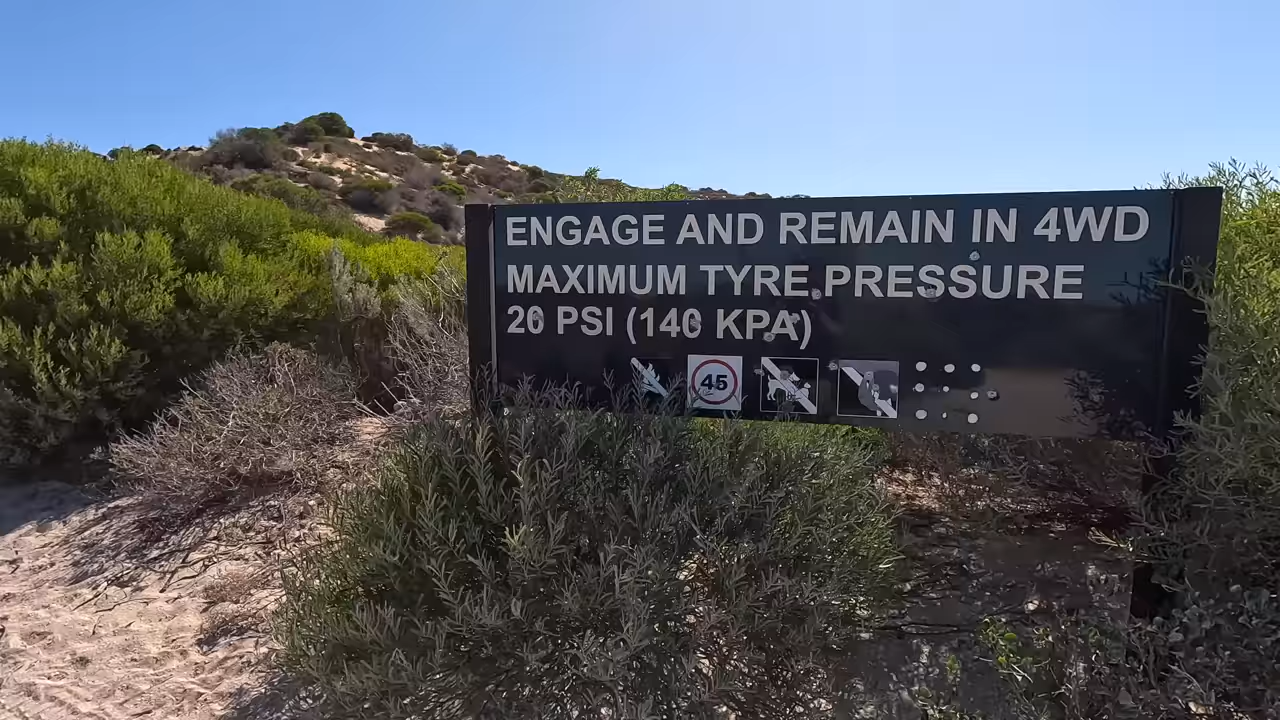 ENGAGE AND REMAIN IN 4WD
MAXIMUM TYRE PRESSURE
20 PSI (140 KPA)
45